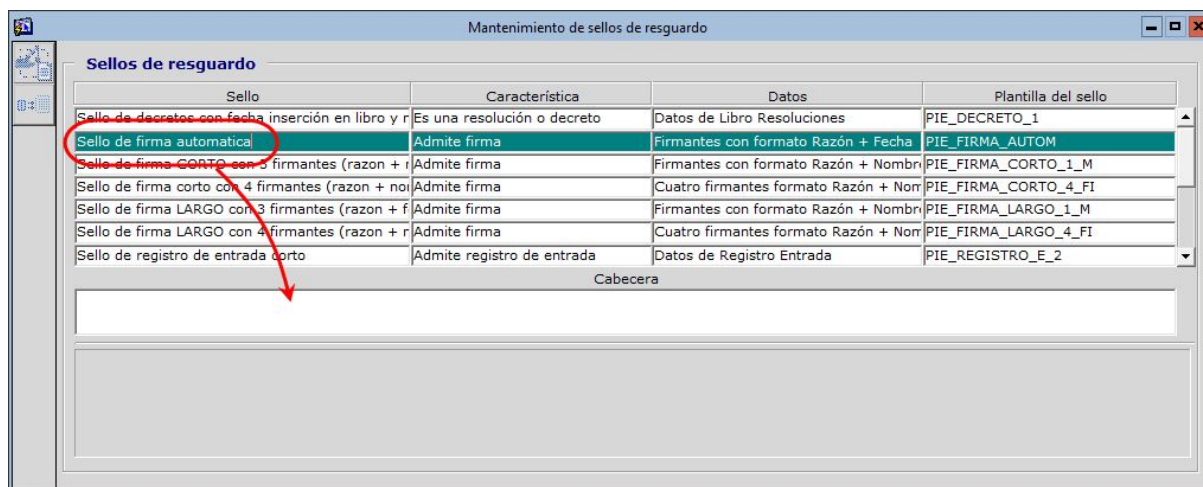 Mantenimiento de sellos de resguardo
Sellos de resguardo
Sello Característica Datos Plantilla del sello
Sello de decretos con fecha inserción en libro y r Es una resolución o decreto Datos de Libro Resoluciones PIE_DECRETO_1
Sello de firma automatica Admite firma Firmantes con formato Razón + Fecha PIE_FIRMA_AUTOM
Sello de firma CORTO con 3 firmantes (razon + r Admite firma Firmantes con formato Razón + Nombre PIE_FIRMA_CORTO_1_M
Sello de firma corto con 4 firmantes (razon + nor Admite firma Cuatro firmantes formato Razón + Nom PIE_FIRMA_CORTO_4_FI
Sello de firma LARGO con 3 firmantes (razon + f Admite firma Firmantes con formato Razón + Nombre PIE_FIRMA_LARGO_1_M
Sello de firma LARGO con 4 firmantes (razon + r Admite firma Cuatro firmantes formato Razón + Nom PIE_FIRMA_LARGO_4_FI
Sello de registro de entrada corto Admite registro de entrada Datos de Registro Entrada PIE_REGISTRO_E_2
Cabecera